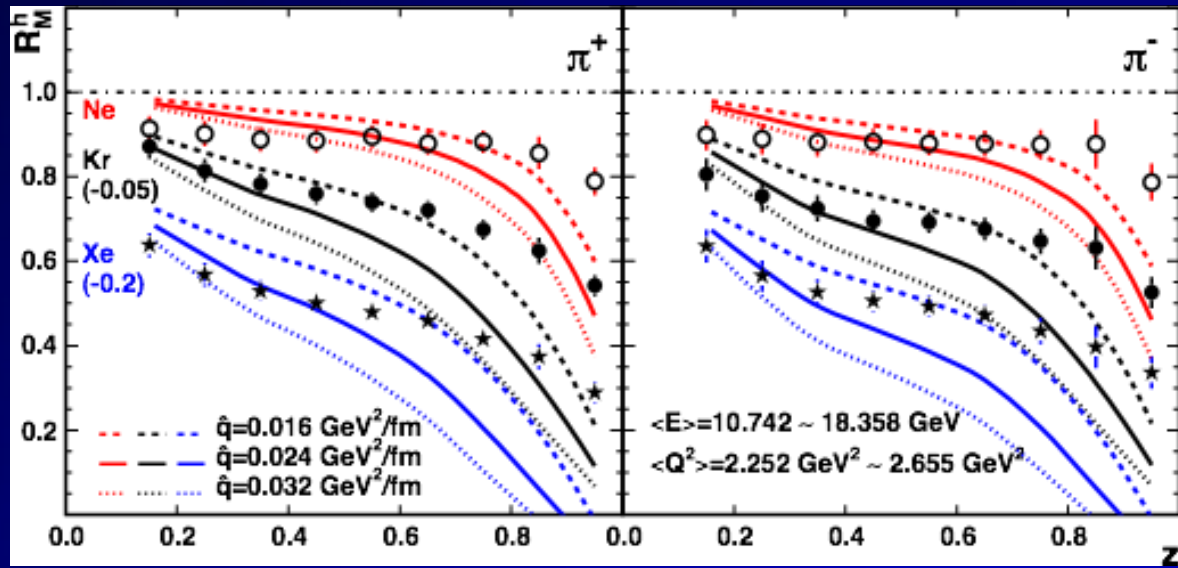 R_M^h
π⁺
π⁻
1.0
0.8
0.6
0.4
0.2
Ne
Kr
(-0.05)
Xe
(-0.2)
q̂=0.016 GeV²/fm
q̂=0.024 GeV²/fm
q̂=0.032 GeV²/fm
⟨E⟩=10.742 ~ 18.358 GeV
⟨Q²⟩=2.252 GeV² ~ 2.655 GeV²
0.0 0.2 0.4 0.6 0.8 0.0 0.2 0.4 0.6 0.8 z